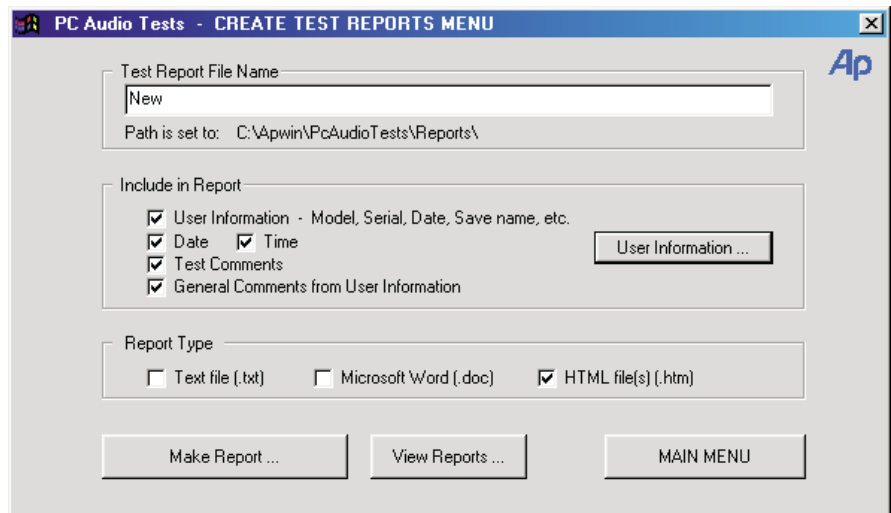 PC Audio Tests - CREATE TEST REPORTS MENU
Ap
Test Report File Name
New
Path is set to: C:\Apwin\PcAudioTests\Reports\
Include in Report
User Information - Model, Serial, Date, Save name, etc.
Date Time
User Information ...
Test Comments
General Comments from User Information
Report Type
Text file (.txt) Microsoft Word (.doc) HTML file(s) (.htm)
Make Report ... View Reports ... MAIN MENU